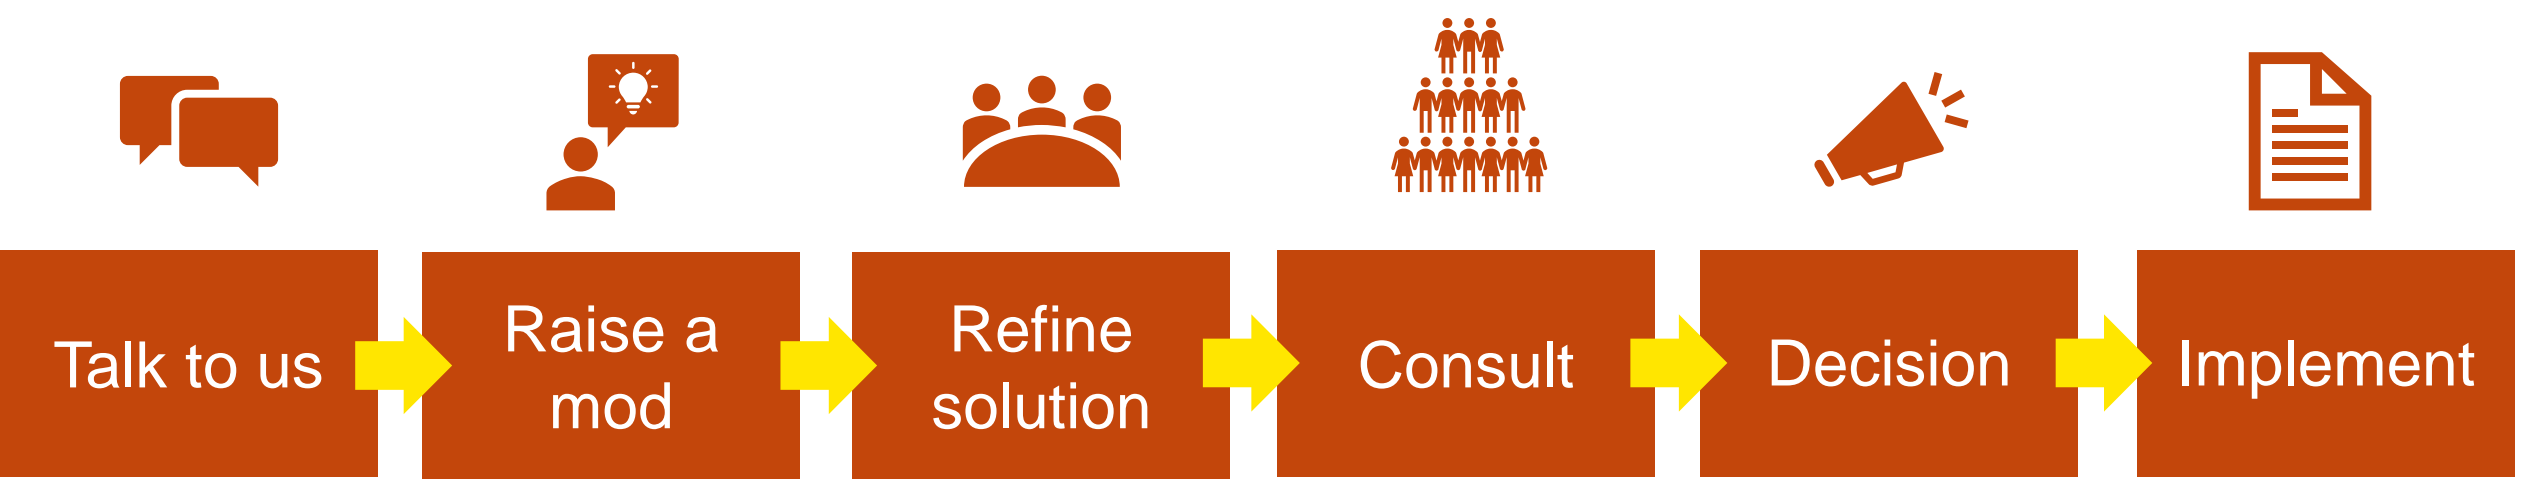 Talk to us
Raise a
mod
Refine
solution
Consult
Decision
Implement